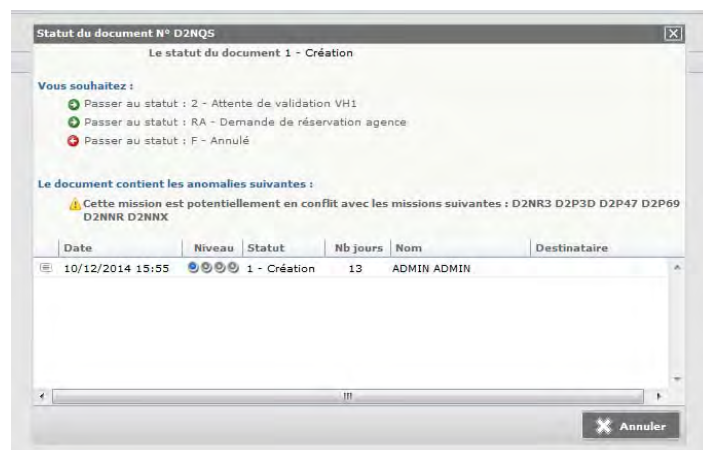 Statut du document N° D2NQS
Le statut du document 1 - Création
Vous souhaitez :
Passer au statut : 2 - Attente de validation VH1
Passer au statut : RA - Demande de réservation agence
Passer au statut : F - Annulé
Le document contient les anomalies suivantes :
Cette mission est potentiellement en conflit avec les missions suivantes : D2NR3 D2P3D D2P47 D2P69
D2NNR D2NNX
Date Niveau Statut Nb jours Nom Destinataire
10/12/2014 15:55 1 - Création 13 ADMIN ADMIN
Annuler